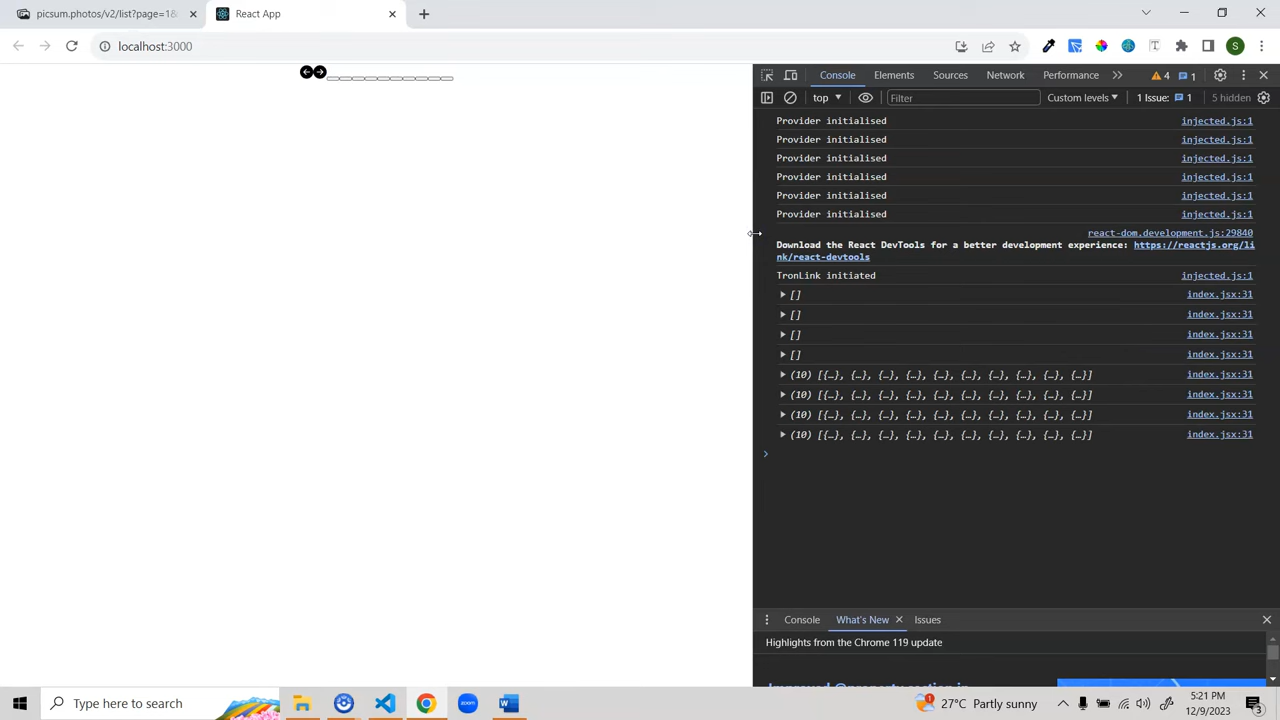 picsum.photos/v2/list?page=1&
React App
localhost:3000
S
Console
Elements
Sources
Network
Performance
4
1
top
Filter
Custom levels
1 Issue:
1
5 hidden
Provider initialised
injected.js:1
Provider initialised
injected.js:1
Provider initialised
injected.js:1
Provider initialised
injected.js:1
Provider initialised
injected.js:1
Provider initialised
injected.js:1
react-dom.development.js:29840
Download the React DevTools for a better development experience: https://reactjs.org/li
nk/react-devtools
TronLink initiated
injected.js:1
[]
index.jsx:31
[]
index.jsx:31
[]
index.jsx:31
[]
index.jsx:31
(10) [{…}, {…}, {…}, {…}, {…}, {…}, {…}, {…}, {…}, {…}]
index.jsx:31
(10) [{…}, {…}, {…}, {…}, {…}, {…}, {…}, {…}, {…}, {…}]
index.jsx:31
(10) [{…}, {…}, {…}, {…}, {…}, {…}, {…}, {…}, {…}, {…}]
index.jsx:31
(10) [{…}, {…}, {…}, {…}, {…}, {…}, {…}, {…}, {…}, {…}]
index.jsx:31
Console
What's New
Issues
Highlights from the Chrome 119 update
Type here to search
zoom
1
27°C Partly sunny
5:21 PM
12/9/2023
3